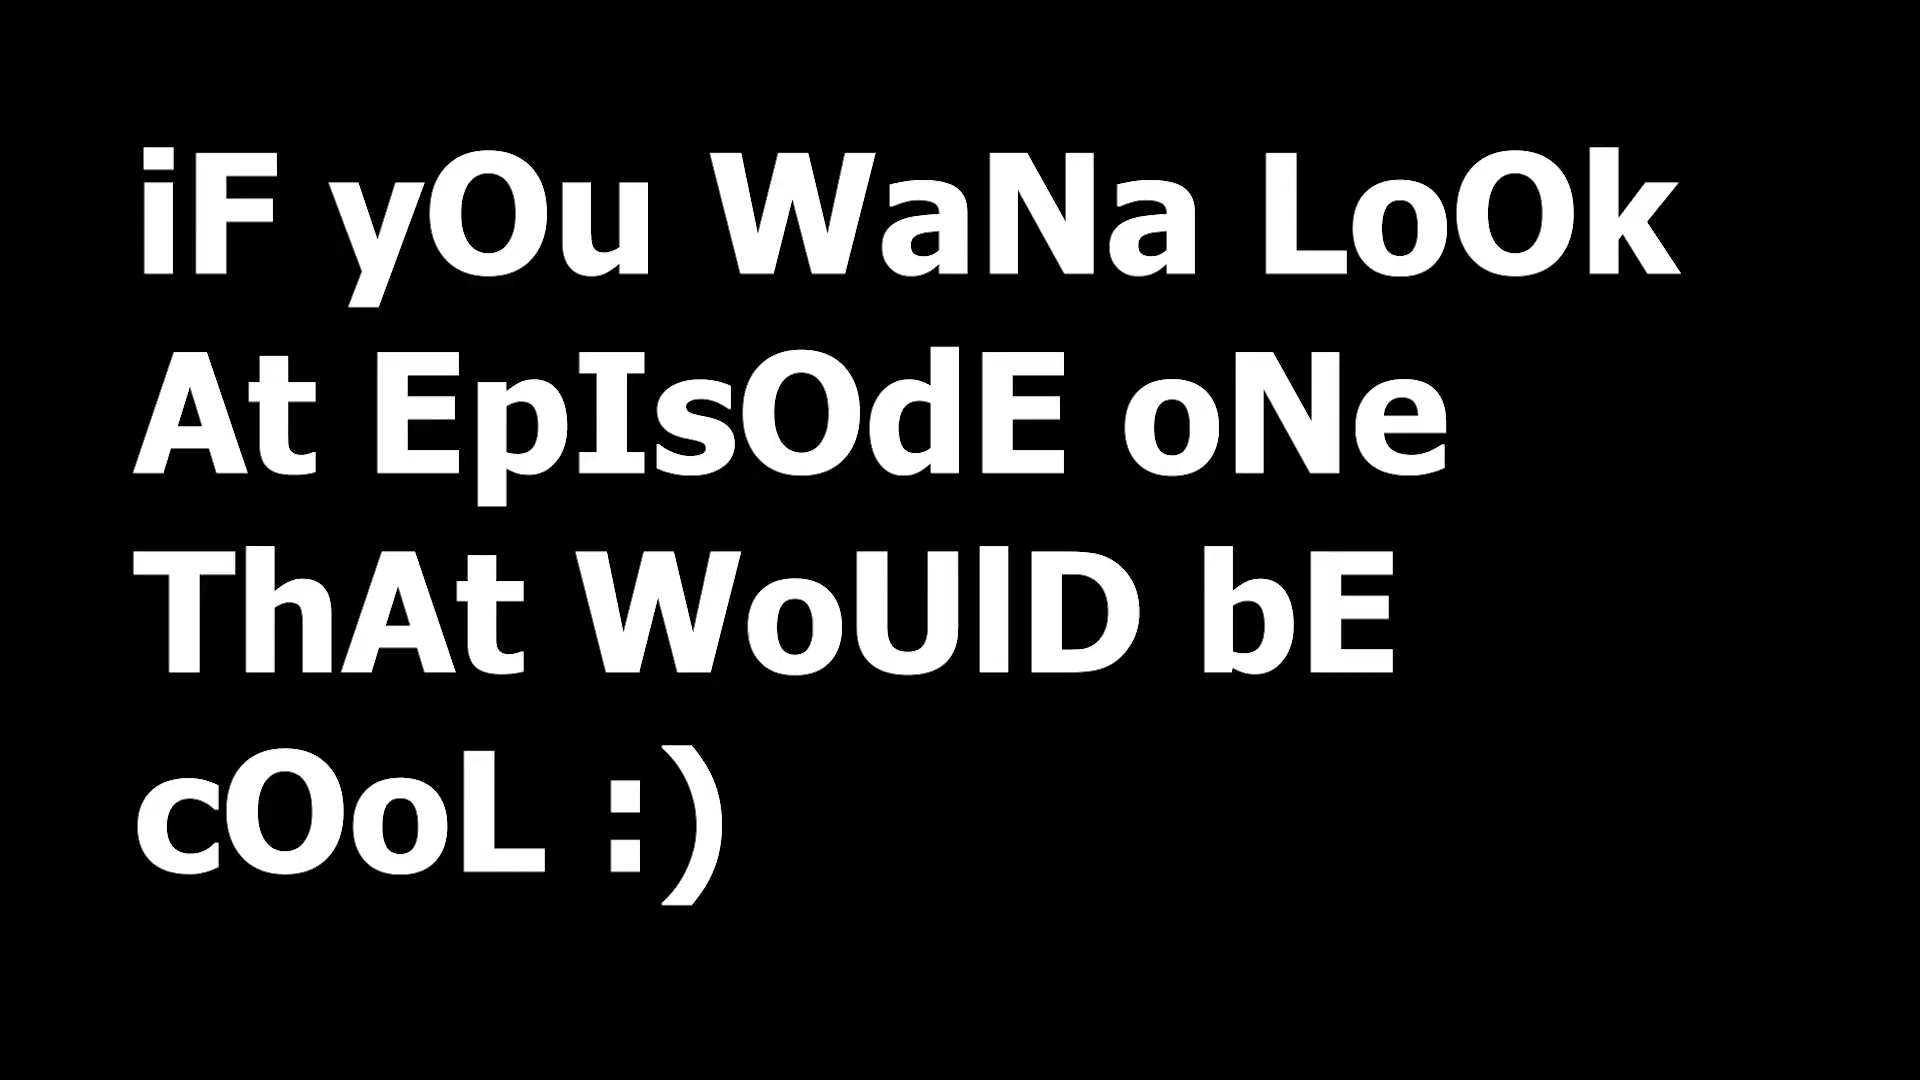 iF yOu WaNa LoOk
At EpIsOdE oNe
ThAt WoUlD bE
cOoL :)